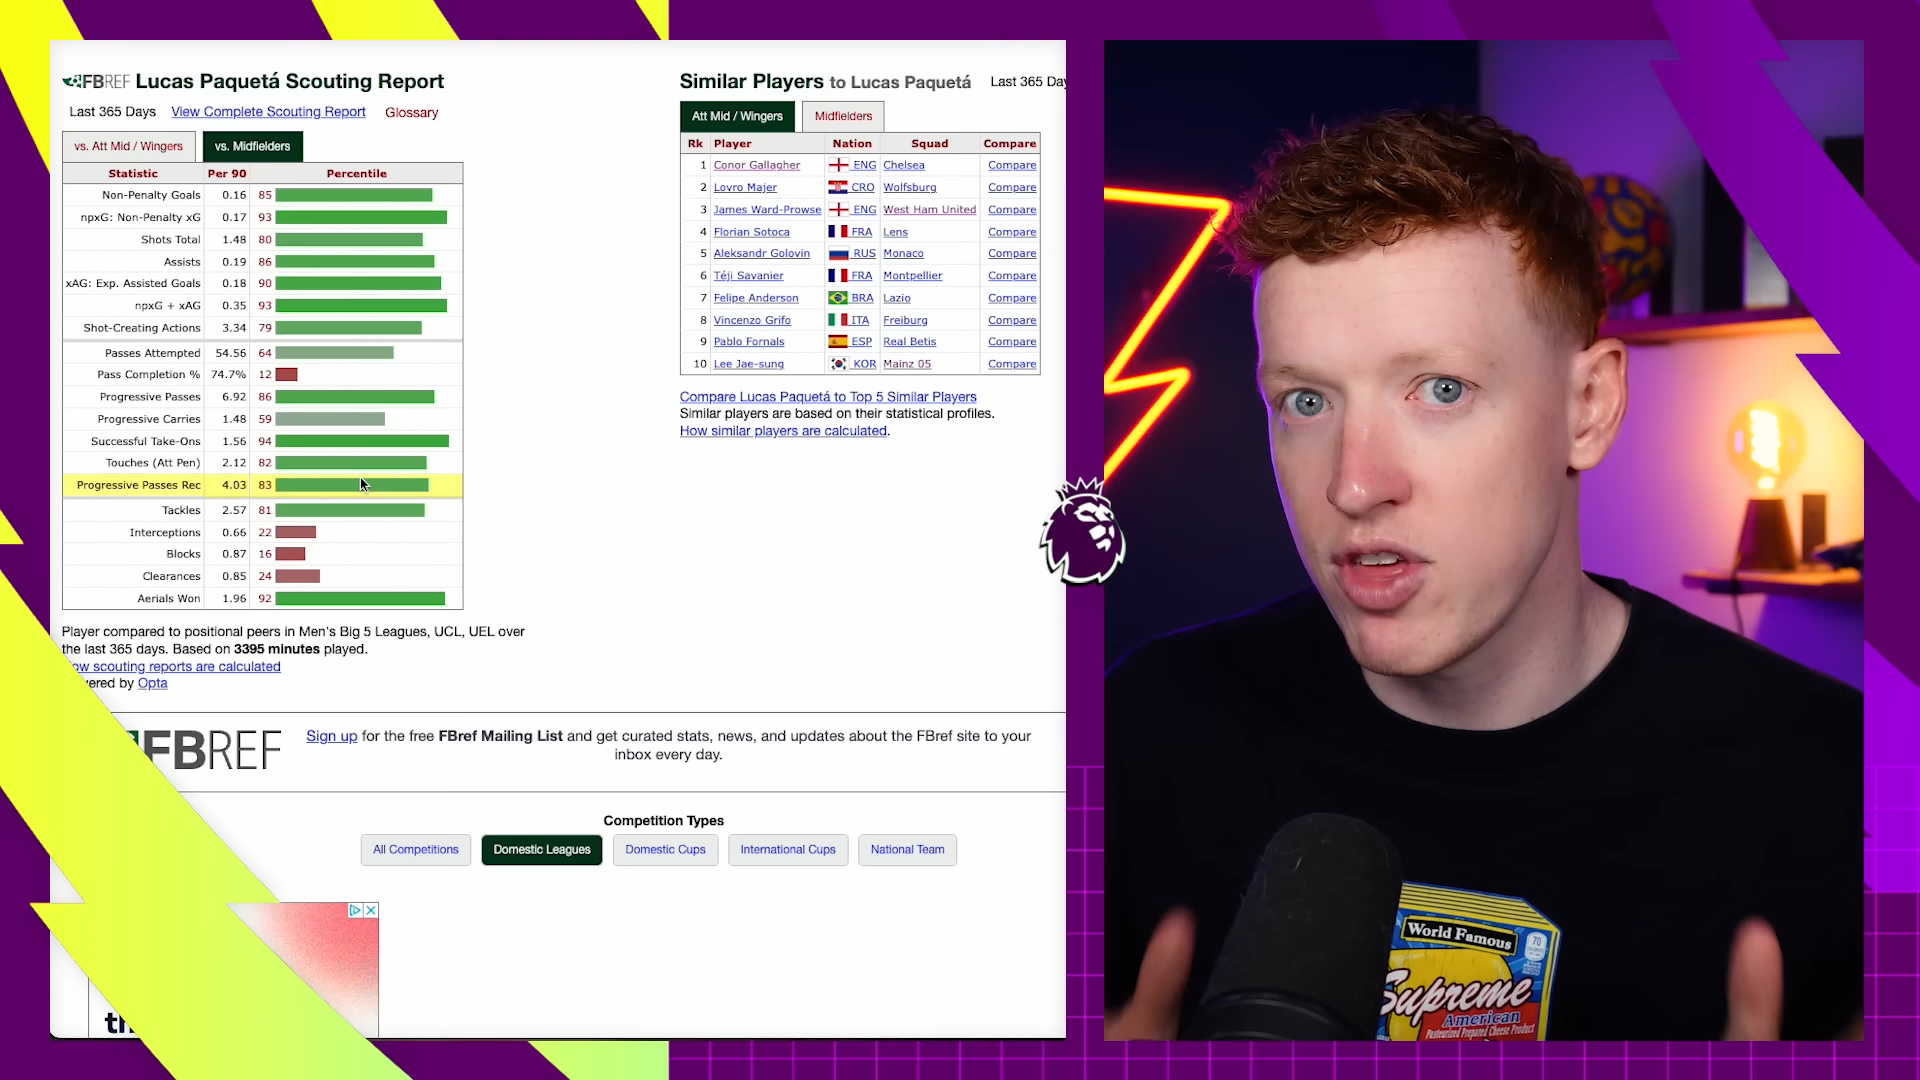 FBREF Lucas Paquetá Scouting Report
Last 365 Days View Complete Scouting Report Glossary
vs. Att Mid / Wingers vs. Midfielders
Statistic Per 90 Percentile
Non-Penalty Goals 0.16 85
npxG: Non-Penalty xG 0.17 93
Shots Total 1.48 80
Assists 0.19 86
xAG: Exp. Assisted Goals 0.18 90
npxG + xAG 0.35 93
Shot-Creating Actions 3.34 79
Passes Attempted 54.56 64
Pass Completion % 74.7% 12
Progressive Passes 6.92 86
Progressive Carries 1.48 59
Successful Take-Ons 1.56 94
Touches (Att Pen) 2.12 82
Progressive Passes Rec 4.03 83
Tackles 2.57 81
Interceptions 0.66 22
Blocks 0.87 16
Clearances 0.85 24
Aerials Won 1.96 92
Player compared to positional peers in Men's Big 5 Leagues, UCL, UEL over
the last 365 days. Based on 3395 minutes played.
ow scouting reports are calculated
ered by Opta
Similar Players to Lucas Paquetá Last 365 Day
Att Mid / Wingers Midfielders
Rk Player Nation Squad Compare
1 Conor Gallagher ENG Chelsea Compare
2 Lovro Majer CRO Wolfsburg Compare
3 James Ward-Prowse ENG West Ham United Compare
4 Florian Sotoca FRA Lens Compare
5 Aleksandr Golovin RUS Monaco Compare
6 Téji Savanier FRA Montpellier Compare
7 Felipe Anderson BRA Lazio Compare
8 Vincenzo Grifo ITA Freiburg Compare
9 Pablo Fornals ESP Real Betis Compare
10 Lee Jae-sung KOR Mainz 05 Compare
Compare Lucas Paquetá to Top 5 Similar Players
Similar players are based on their statistical profiles.
How similar players are calculated.
FBREF
Sign up for the free FBref Mailing List and get curated stats, news, and updates about the FBref site to your
inbox every day.
Competition Types
All Competitions Domestic Leagues Domestic Cups International Cups National Team
th
World Famous
70
Supreme
American
Pasteurized Prepared Cheese Product